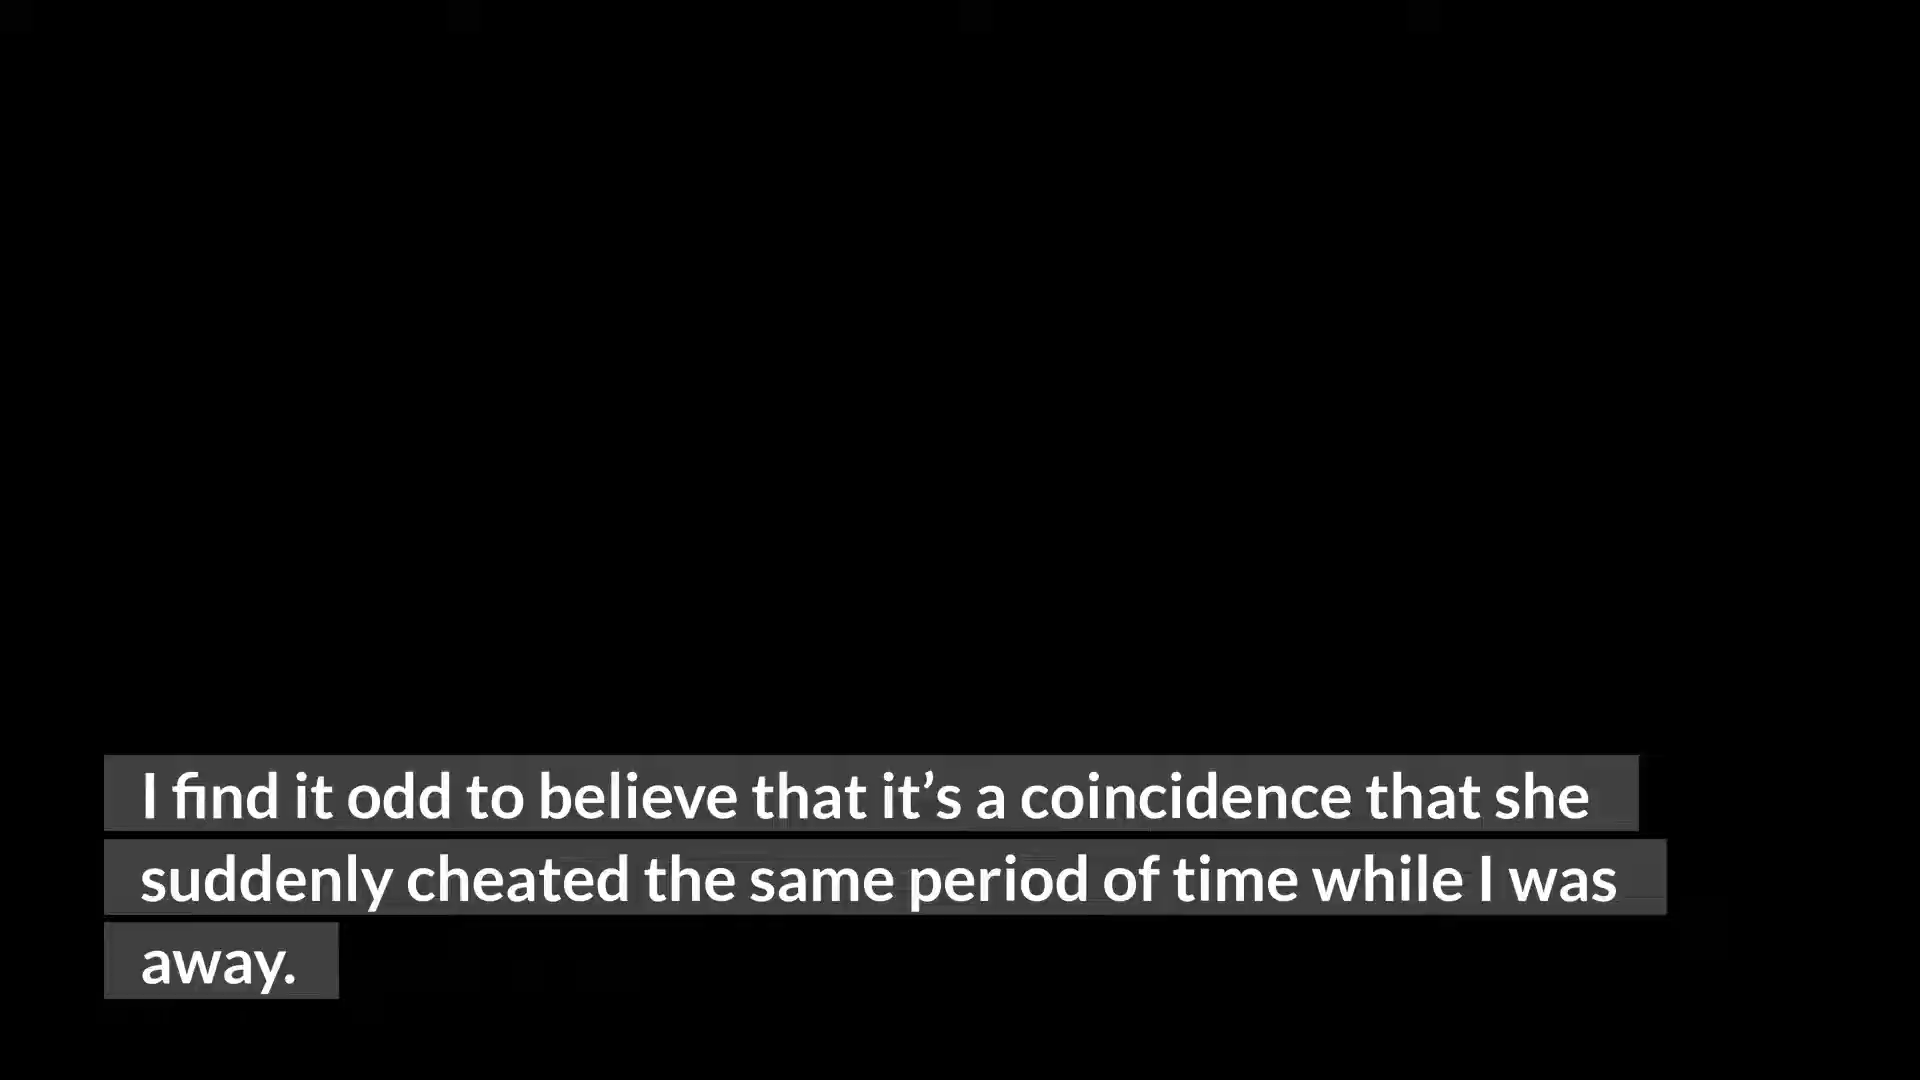 I find it odd to believe that it’s a coincidence that she
suddenly cheated the same period of time while I was
away.